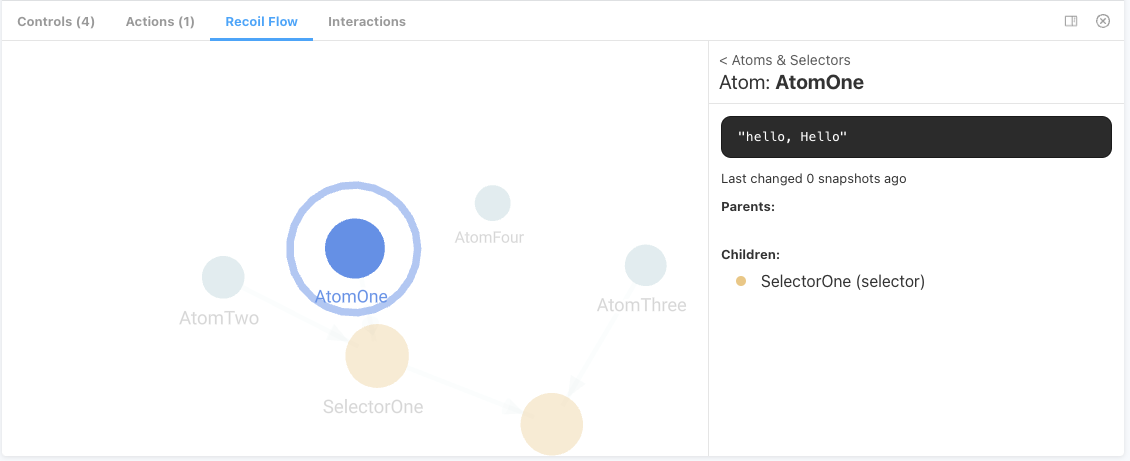 Controls (4) Actions (1) Recoil Flow Interactions
< Atoms & Selectors
Atom: AtomOne
"hello, Hello"
Last changed 0 snapshots ago
Parents:
Children:
SelectorOne (selector)
AtomFour
AtomOne
AtomThree
AtomTwo
SelectorOne